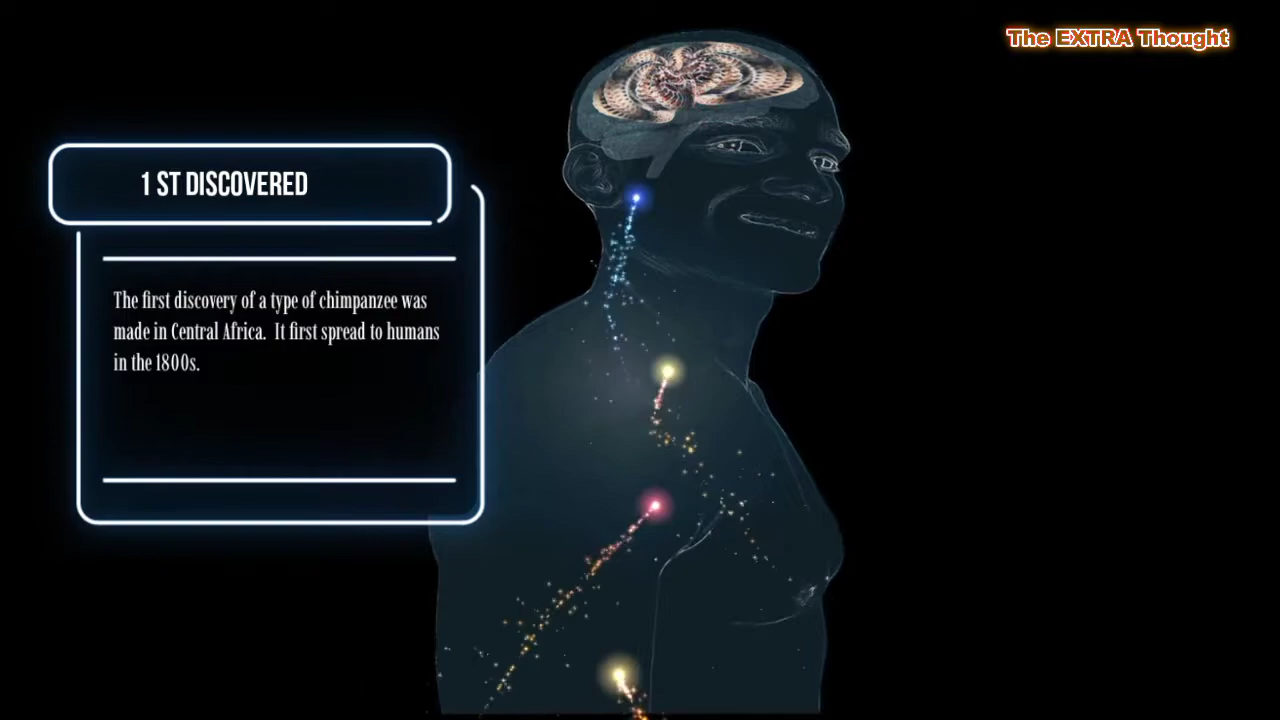 The EXTRA Thought
1 ST DISCOVERED
The first discovery of a type of chimpanzee was
made in Central Africa. It first spread to humans
in the 1800s.